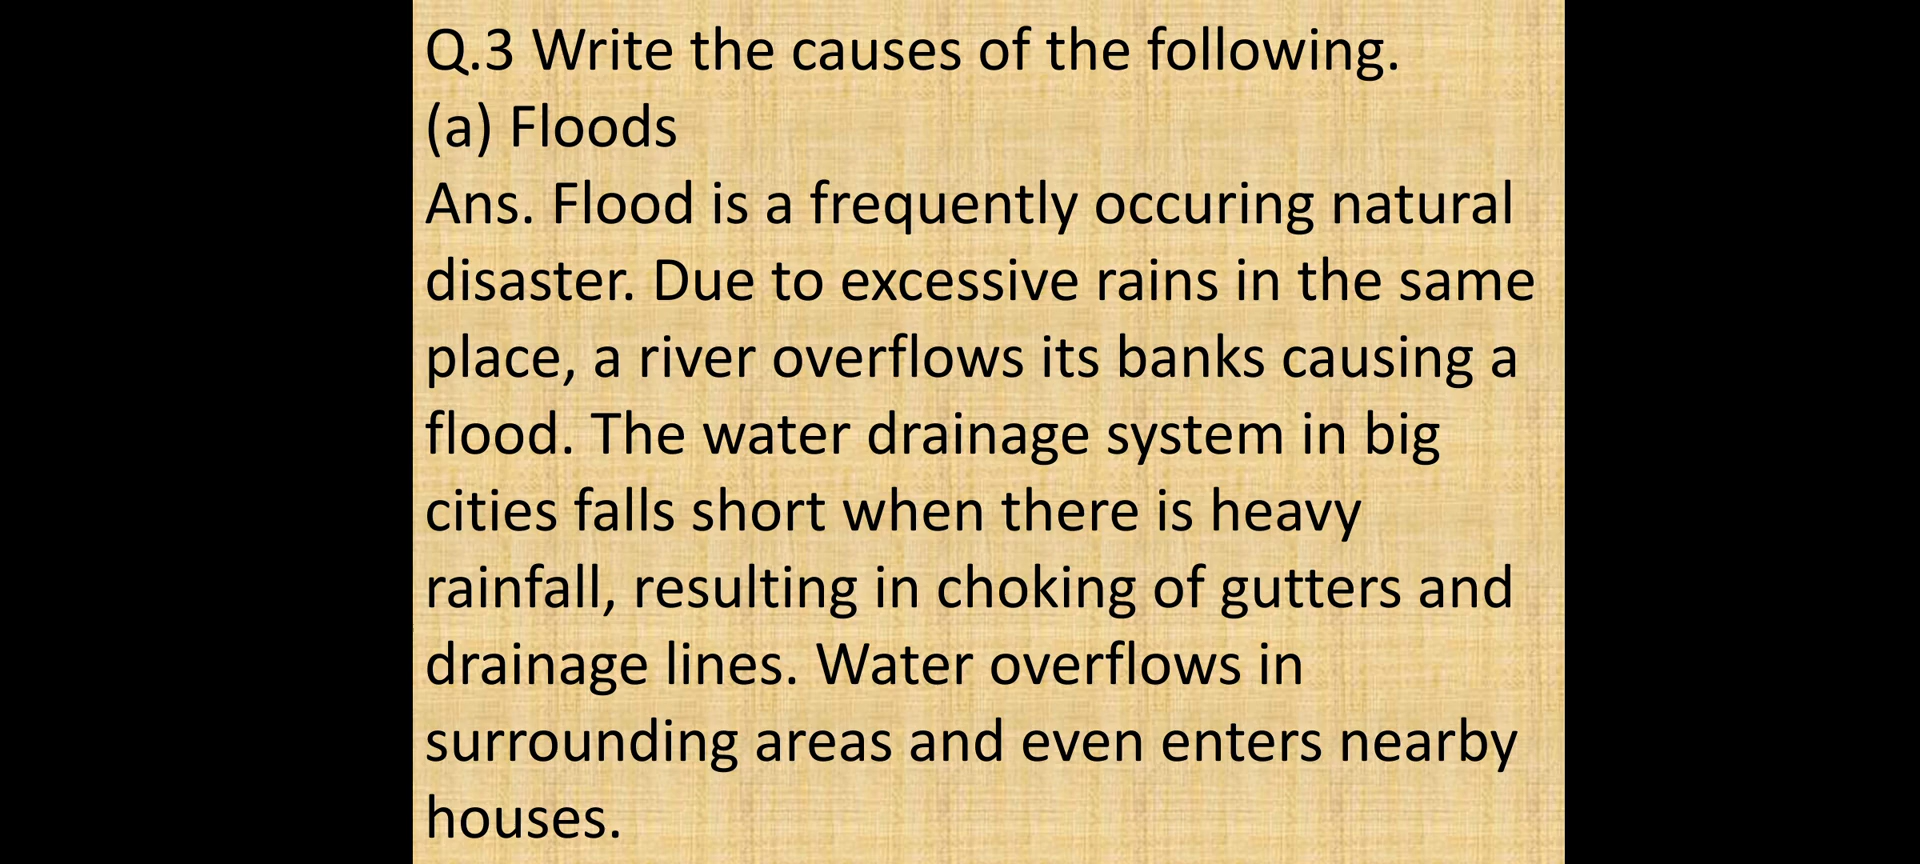 Q.3 Write the causes of the following.
(a) Floods
Ans. Flood is a frequently occuring natural
disaster. Due to excessive rains in the same
place, a river overflows its banks causing a
flood. The water drainage system in big
cities falls short when there is heavy
rainfall, resulting in choking of gutters and
drainage lines. Water overflows in
surrounding areas and even enters nearby
houses.